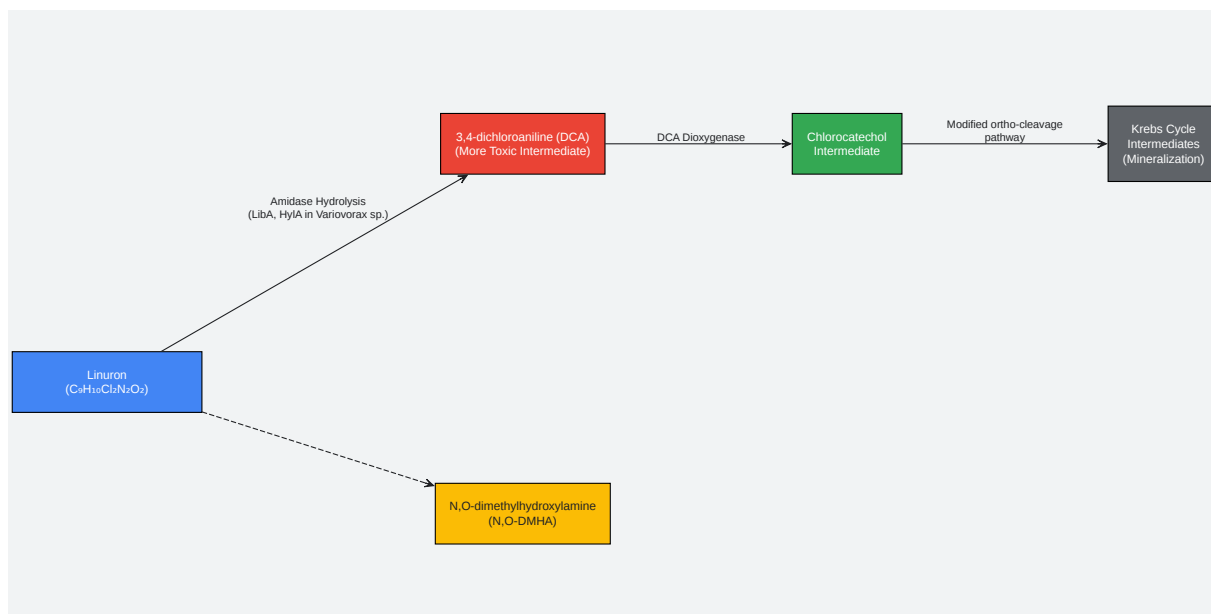 3,4-dichloroaniline (DCA)
(More Toxic Intermediate)
DCA Dioxygenase
Chlorocatechol
Intermediate
Modified ortho-cleavage
pathway
Krebs Cycle
Intermediates
(Mineralization)
Amidase Hydrolysis
(LibA, HylA in Variovorax sp.)
Linuron
(C₉H₁₀Cl₂N₂O₂)
N,O-dimethylhydroxylamine
(N,O-DMHA)